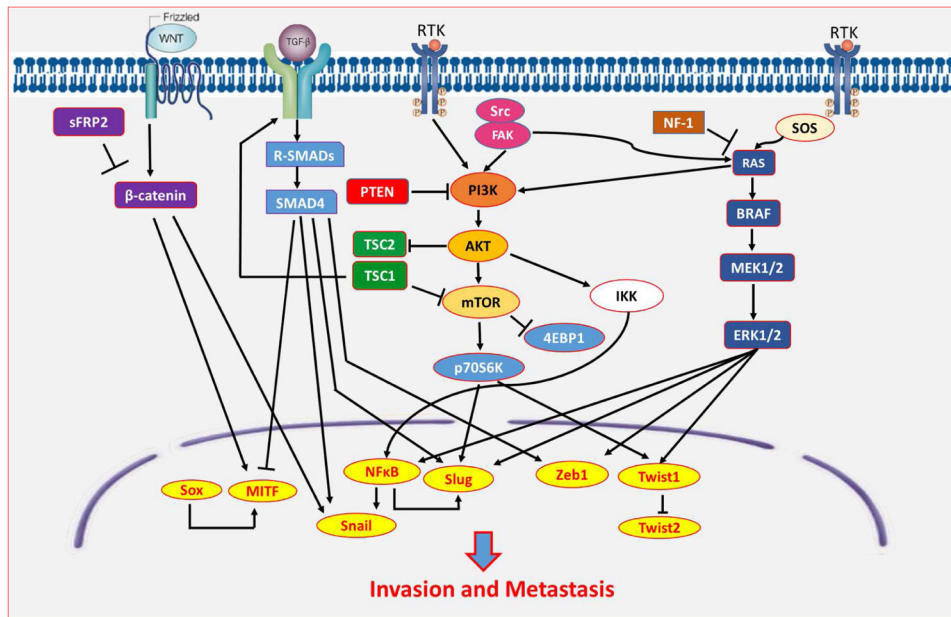 Frizzled
WNT
TGF-β
RTK
RTK
P
P
P
P
P
P
P
P
sFRP2
Src
FAK
NF-1
SOS
R-SMADs
RAS
β-catenin
SMAD4
PTEN
PI3K
BRAF
TSC2
AKT
TSC1
MEK1/2
mTOR
IKK
4EBP1
ERK1/2
p70S6K
NFκB
Slug
Zeb1
Twist1
Sox
MITF
Snail
Twist2
Invasion and Metastasis